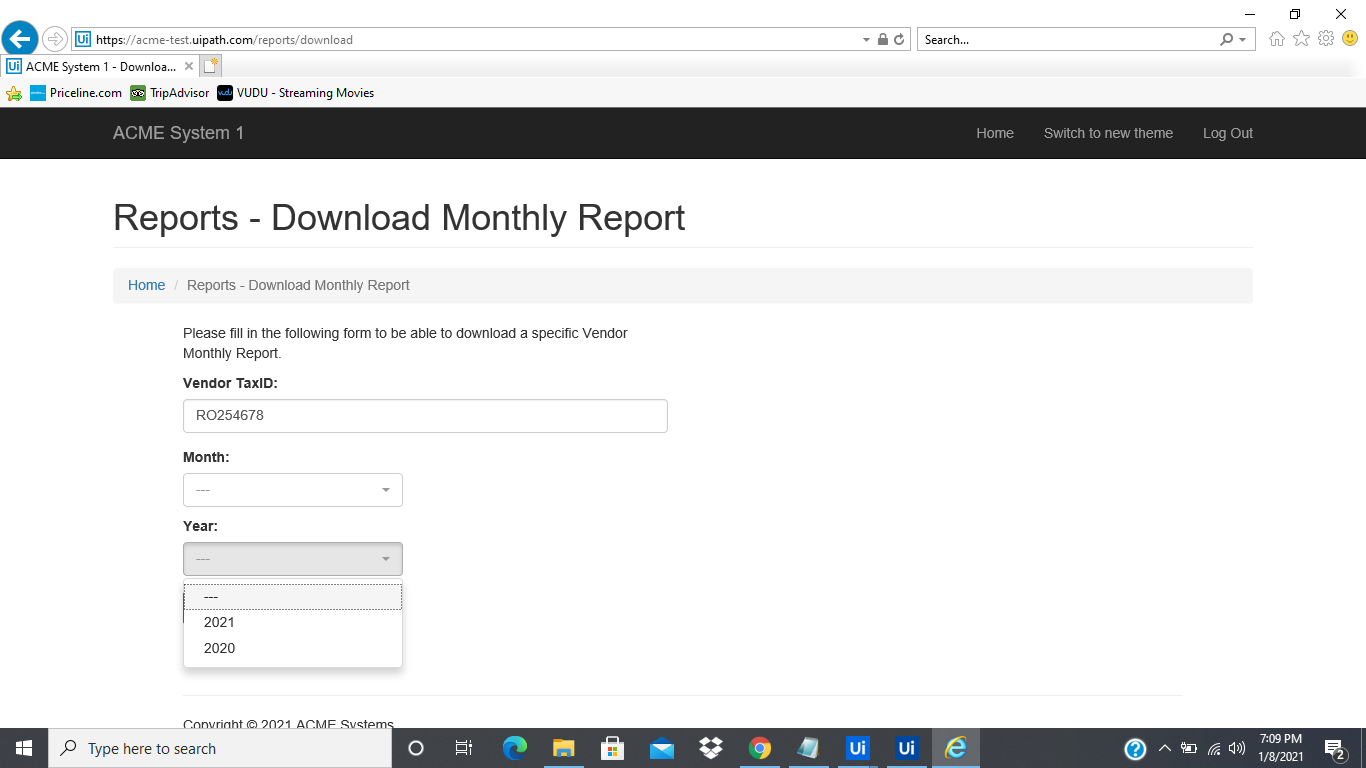 https://acme-test.uipath.com/reports/download
Search...
Ui ACME System 1 - Downloa...
Priceline.com TripAdvisor VUDU - Streaming Movies
ACME System 1 Home Switch to new theme Log Out
Reports - Download Monthly Report
Home / Reports - Download Monthly Report
Please fill in the following form to be able to download a specific Vendor
Monthly Report.
Vendor TaxID:
RO254678
Month:
---
Year:
---
---
2021
2020
Copyright © 2021 ACME Systems
Type here to search
Ui Ui
7:09 PM
1/8/2021
2